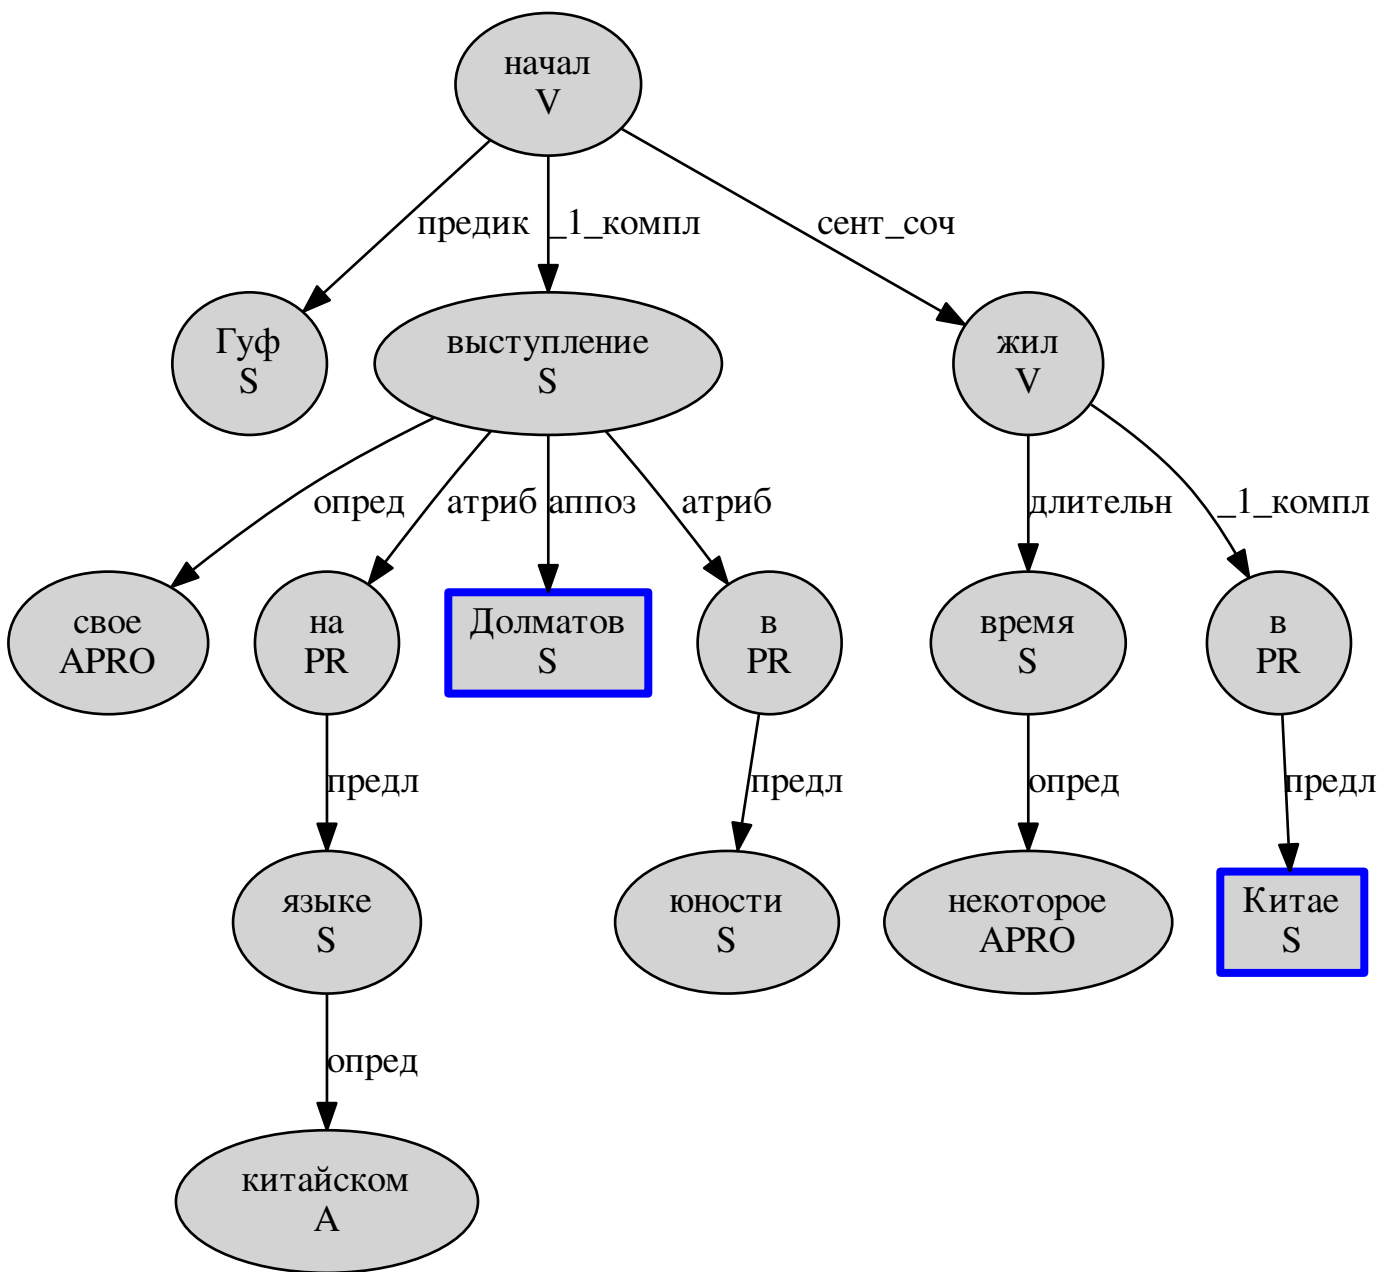 начал
V
предик
_1_компл
сент_соч
Гуф
S
выступление
S
жил
V
опред
атриб
аппоз
атриб
длительн
_1_компл
свое
APRO
на
PR
Долматов
S
в
PR
время
S
в
PR
предл
предл
опред
предл
языке
S
юности
S
некоторое
APRO
Китае
S
опред
китайском
A